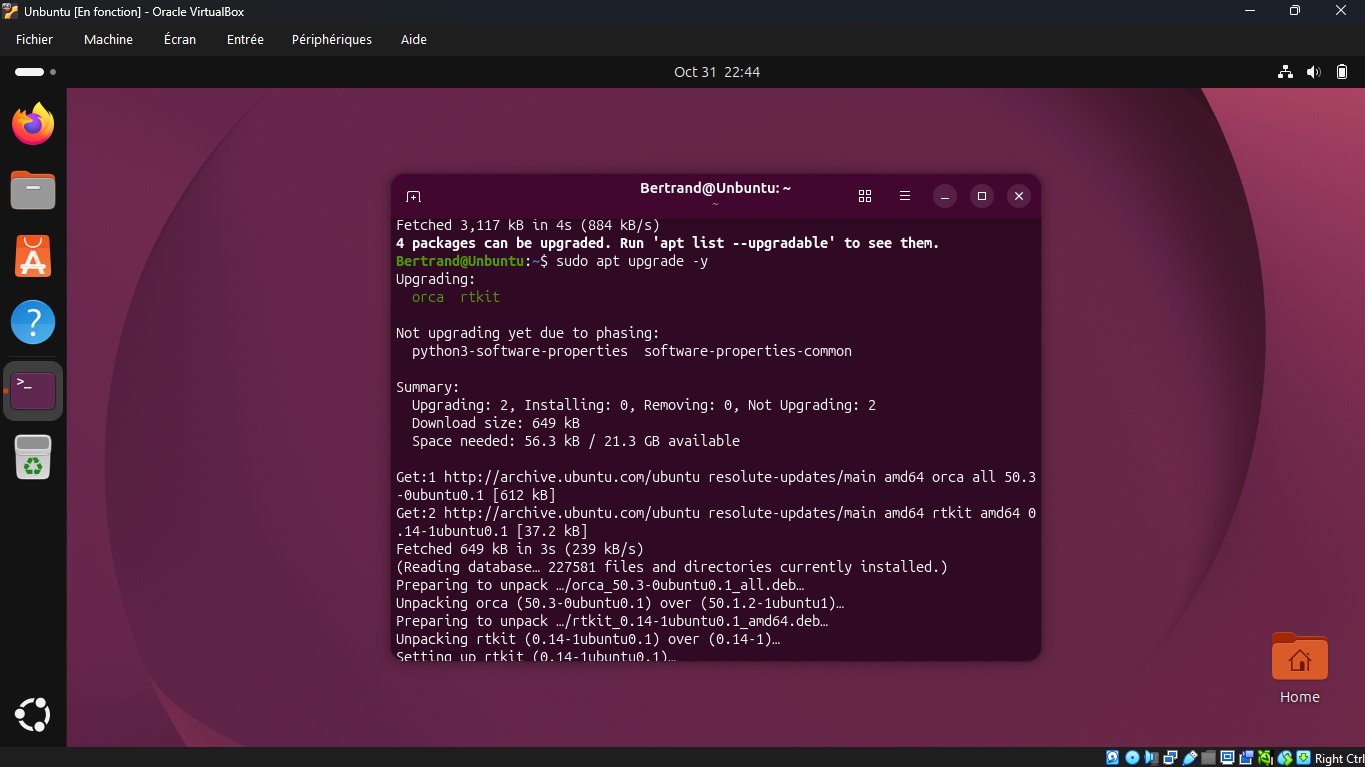 Unbuntu [En fonction] - Oracle VirtualBox
Fichier Machine Écran Entrée Périphériques Aide
Oct 31 22:44
Bertrand@Unbuntu: ~
~
Fetched 3,117 kB in 4s (884 kB/s)
4 packages can be upgraded. Run 'apt list --upgradable' to see them.
Bertrand@Unbuntu:~$ sudo apt upgrade -y
Upgrading:
  orca  rtkit

Not upgrading yet due to phasing:
  python3-software-properties  software-properties-common

Summary:
  Upgrading: 2, Installing: 0, Removing: 0, Not Upgrading: 2
  Download size: 649 kB
  Space needed: 56.3 kB / 21.3 GB available

Get:1 http://archive.ubuntu.com/ubuntu resolute-updates/main amd64 orca all 50.3
-0ubuntu0.1 [612 kB]
Get:2 http://archive.ubuntu.com/ubuntu resolute-updates/main amd64 rtkit amd64 0
.14-1ubuntu0.1 [37.2 kB]
Fetched 649 kB in 3s (239 kB/s)
(Reading database… 227581 files and directories currently installed.)
Preparing to unpack …/orca_50.3-0ubuntu0.1_all.deb…
Unpacking orca (50.3-0ubuntu0.1) over (50.1.2-1ubuntu1)…
Preparing to unpack …/rtkit_0.14-1ubuntu0.1_amd64.deb…
Unpacking rtkit (0.14-1ubuntu0.1) over (0.14-1)…
Setting up rtkit (0.14-1ubuntu0.1)…
Home
Right Ctrl